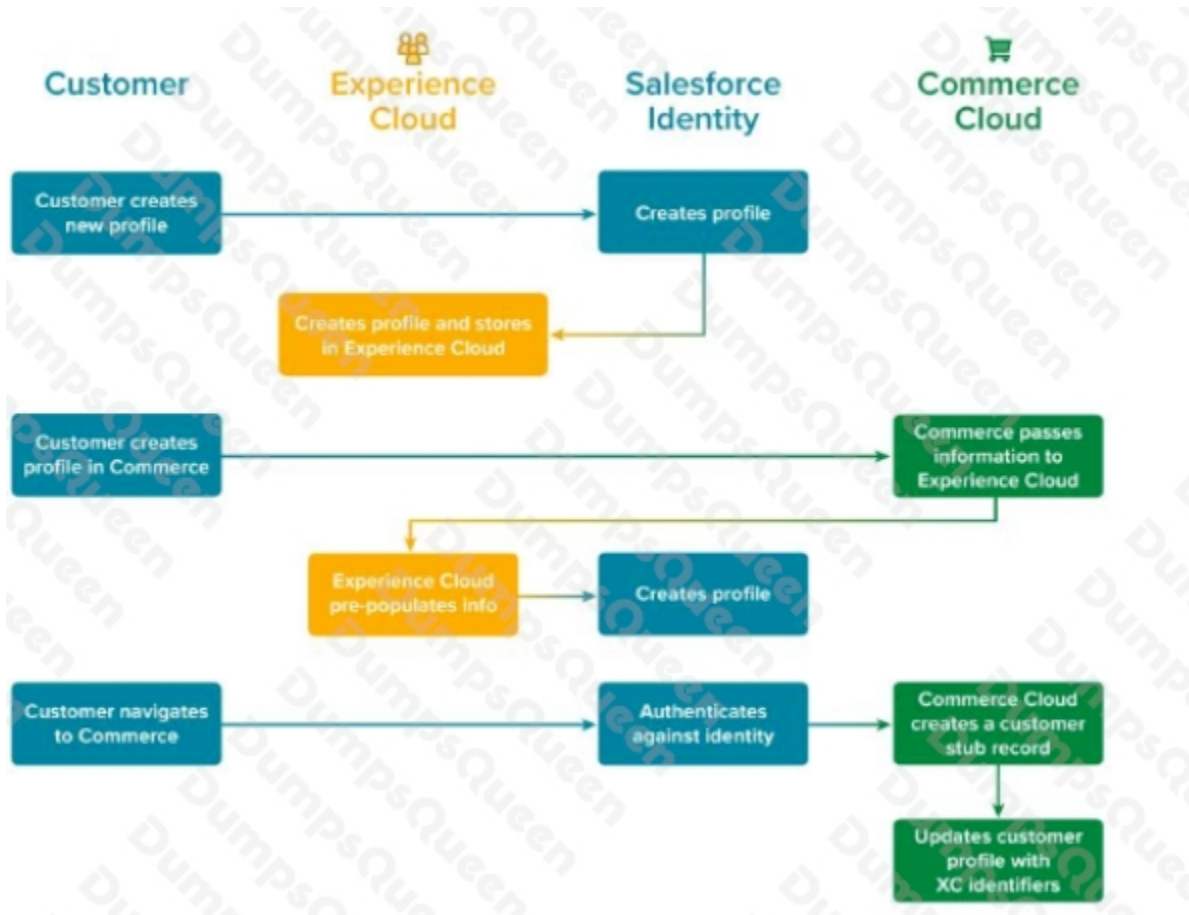 Customer
Experience
Cloud
Salesforce
Identity
Commerce
Cloud
Customer creates
new profile
Creates profile
Creates profile and stores
in Experience Cloud
Customer creates
profile in Commerce
Commerce passes
information to
Experience Cloud
Experience Cloud
pre-populates info
Creates profile
Customer navigates
to Commerce
Authenticates
against identity
Commerce Cloud
creates a customer
stub record
Updates customer
profile with
XC identifiers
DumpsQueen